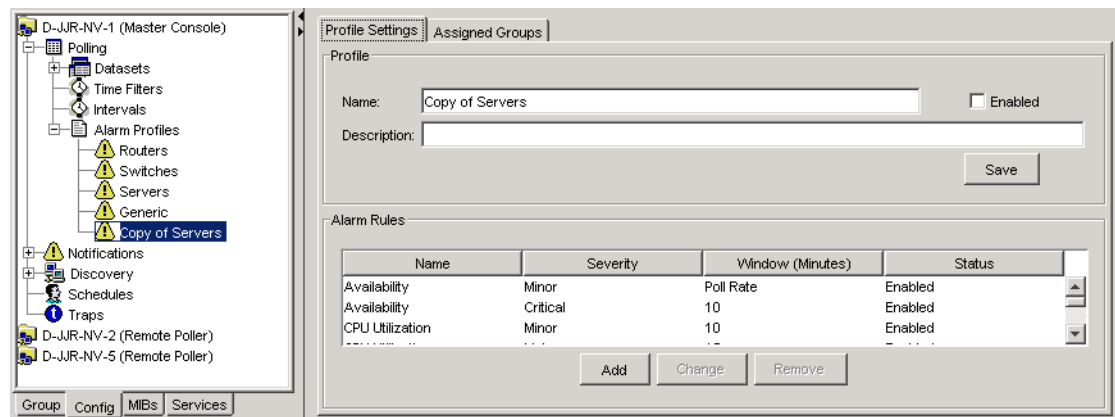 D-JJR-NV-1 (Master Console)
Polling
Datasets
Time Filters
Intervals
Alarm Profiles
Routers
Switches
Servers
Generic
Copy of Servers
Notifications
Discovery
Schedules
Traps
D-JJR-NV-2 (Remote Poller)
D-JJR-NV-5 (Remote Poller)
Group Config MIBs Services
Profile Settings Assigned Groups
Profile
Name: Copy of Servers Enabled
Description:
Save
Alarm Rules
Name Severity Window (Minutes) Status
Availability Minor Poll Rate Enabled
Availability Critical 10 Enabled
CPU Utilization Minor 10 Enabled
Add Change Remove